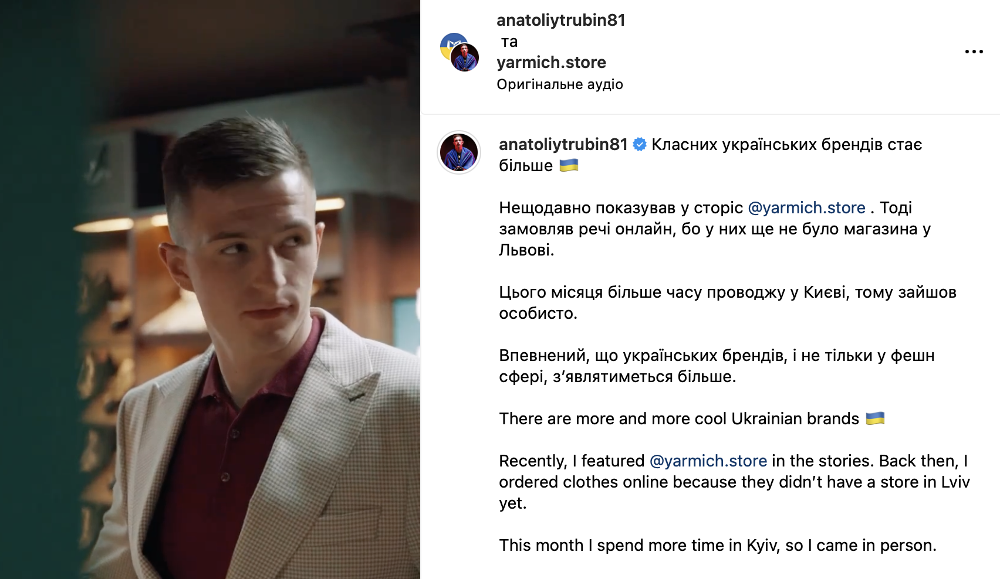 anatoliytrubin81
та
yarmich.store
Оригінальне аудіо
anatoliytrubin81 Класних українських брендів стає
більше 🇺🇦
Нещодавно показував у сторіс @yarmich.store . Тоді
замовляв речі онлайн, бо у них ще не було магазина у
Львові.
Цього місяця більше часу проводжу у Києві, тому зайшов
особисто.
Впевнений, що українських брендів, і не тільки у фешн
сфері, зʼявлятиметься більше.
There are more and more cool Ukrainian brands 🇺🇦
Recently, I featured @yarmich.store in the stories. Back then, I
ordered clothes online because they didn’t have a store in Lviv
yet.
This month I spend more time in Kyiv, so I came in person.